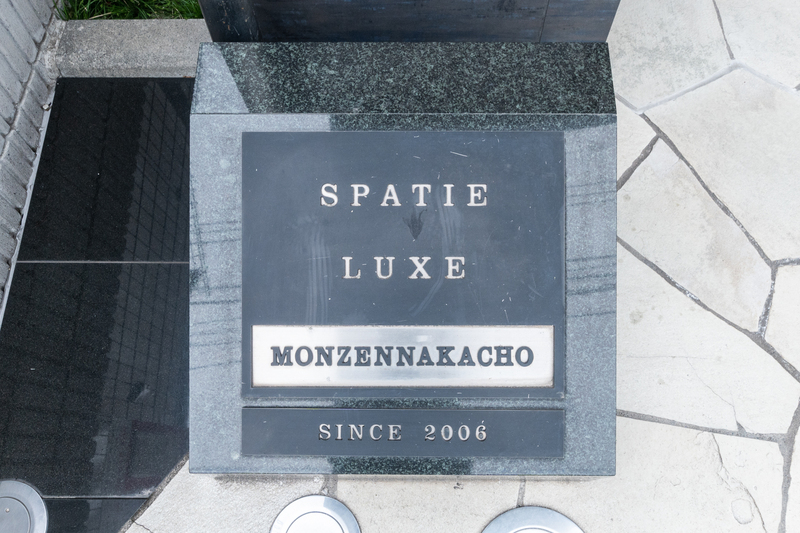 SPATIE
LUXE
MONZENNAKACHO
SINCE 2006